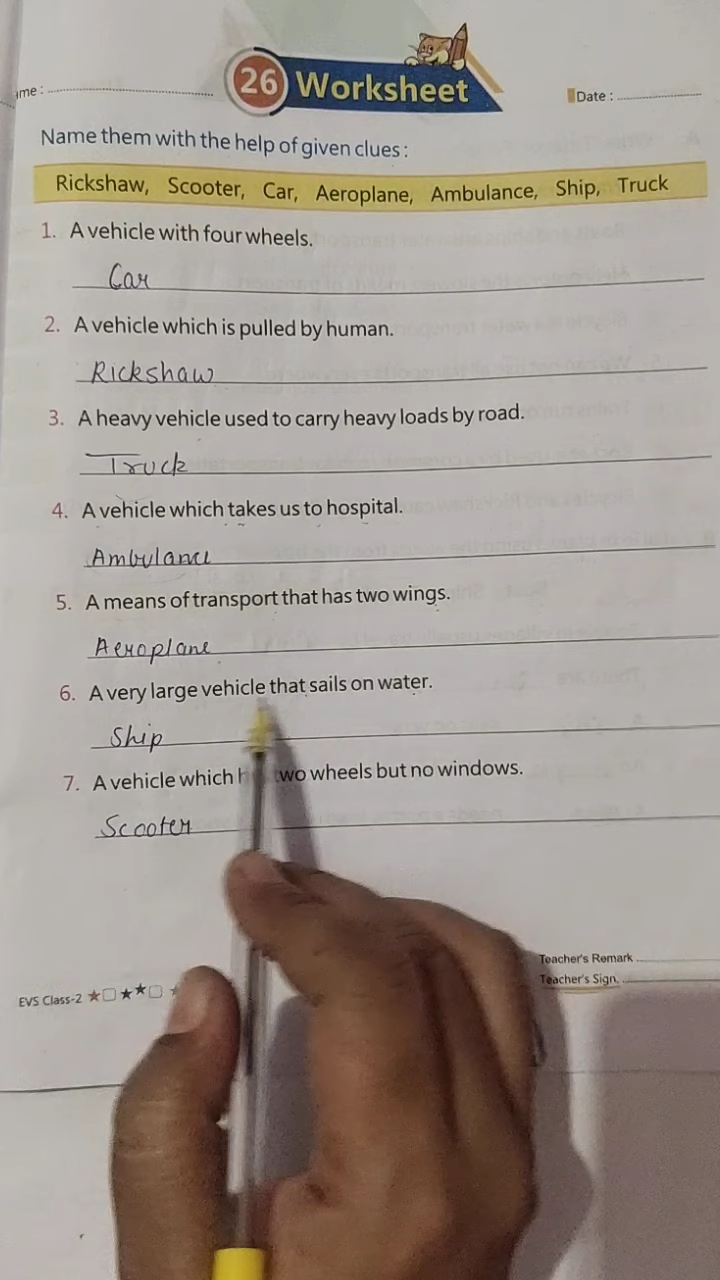 ame :
26 Worksheet
Date :
Name them with the help of given clues :
Rickshaw, Scooter, Car, Aeroplane, Ambulance, Ship, Truck
1. A vehicle with four wheels.
Car
2. A vehicle which is pulled by human.
Rickshaw
3. A heavy vehicle used to carry heavy loads by road.
Truck
4. A vehicle which takes us to hospital.
Ambulance
5. A means of transport that has two wings.
Aeroplane
6. A very large vehicle that sails on water.
Ship
7. A vehicle which two wheels but no windows.
Scooter
Teacher's Remark
Teacher's Sign.
EVS Class-2